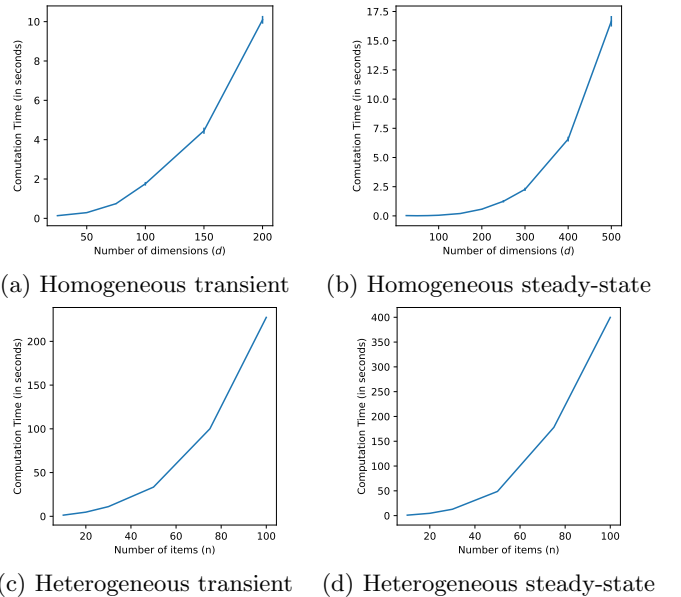 10
8
6
4
2
0
Comutation Time (in seconds)
50 100 150 200
Number of dimensions (d)
(a) Homogeneous transient
17.5
15.0
12.5
10.0
7.5
5.0
2.5
0.0
Comutation Time (in seconds)
100 200 300 400 500
Number of dimensions (d)
(b) Homogeneous steady-state
200
150
100
50
0
Computation Time (in seconds)
20 40 60 80 100
Number of items (n)
(c) Heterogeneous transient
400
350
300
250
200
150
100
50
0
Computation Time (in seconds)
20 40 60 80 100
Number of items (n)
(d) Heterogeneous steady-state